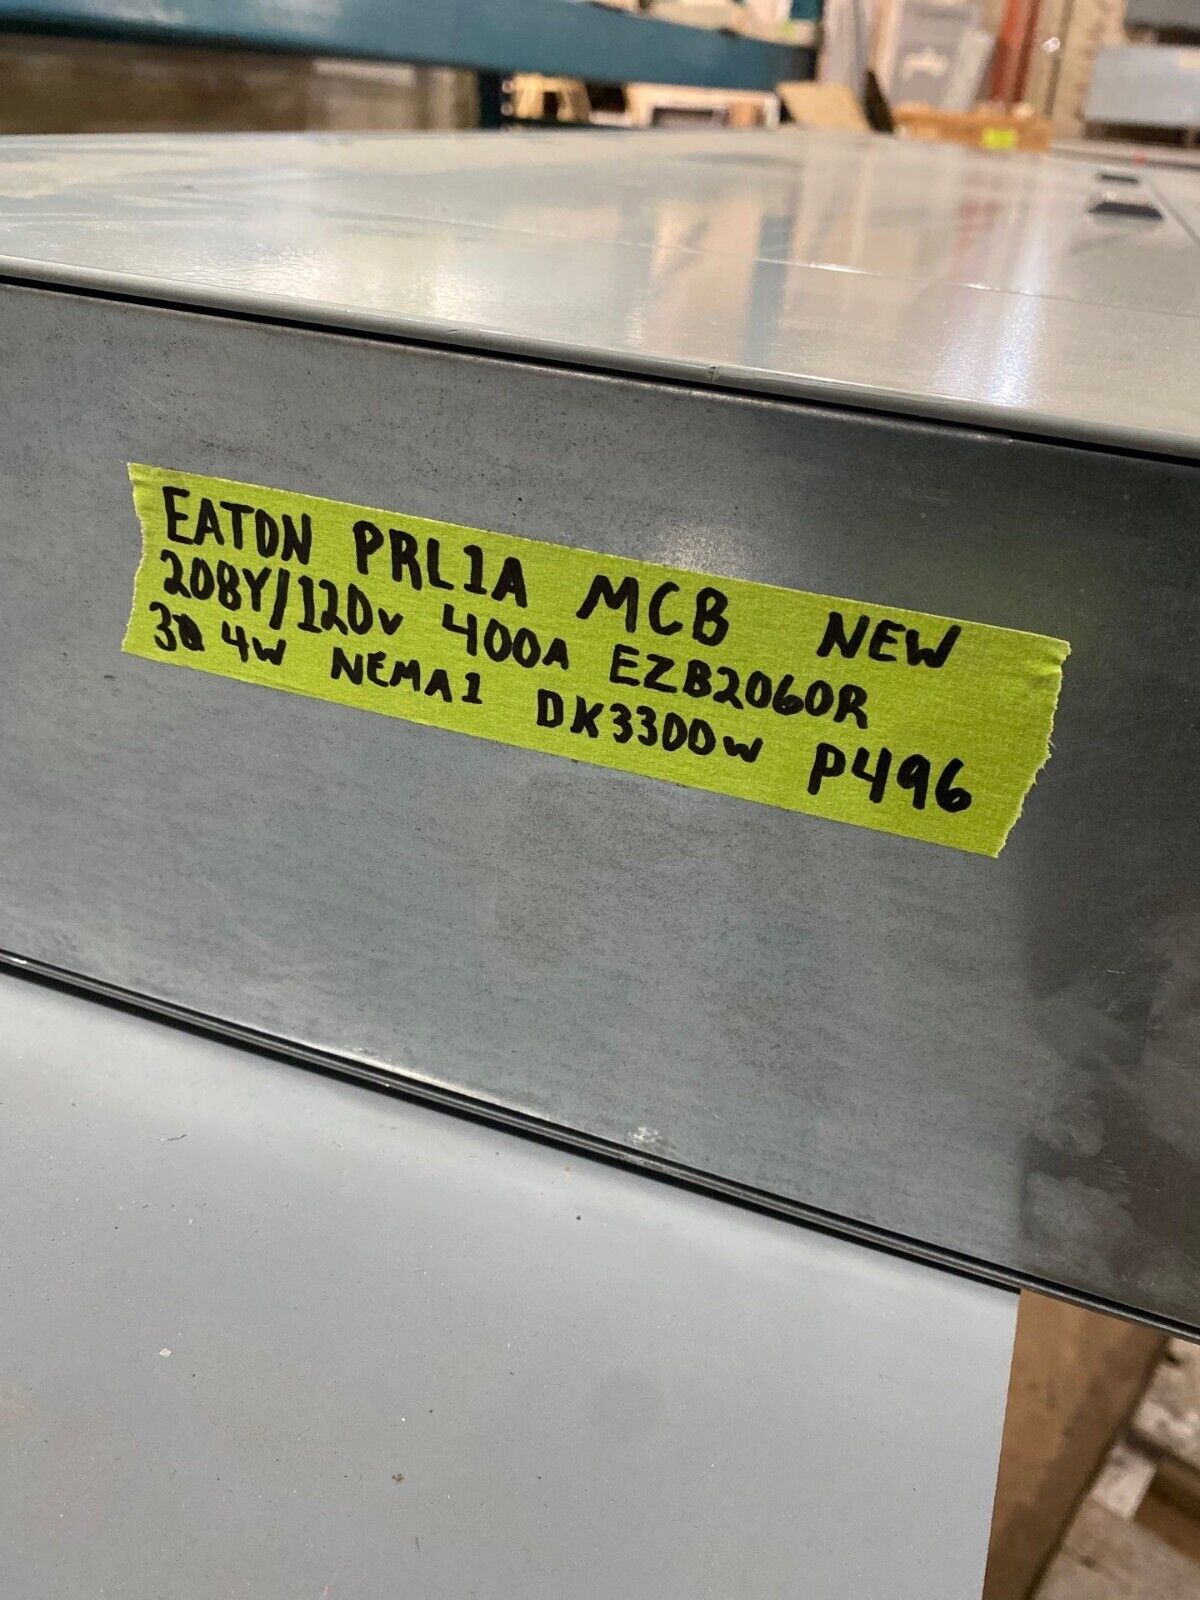 EATON PRL1A MCB NEW
208Y/120v 400A EZB2060R
3Ø 4W NEMA1 DK3300W P496